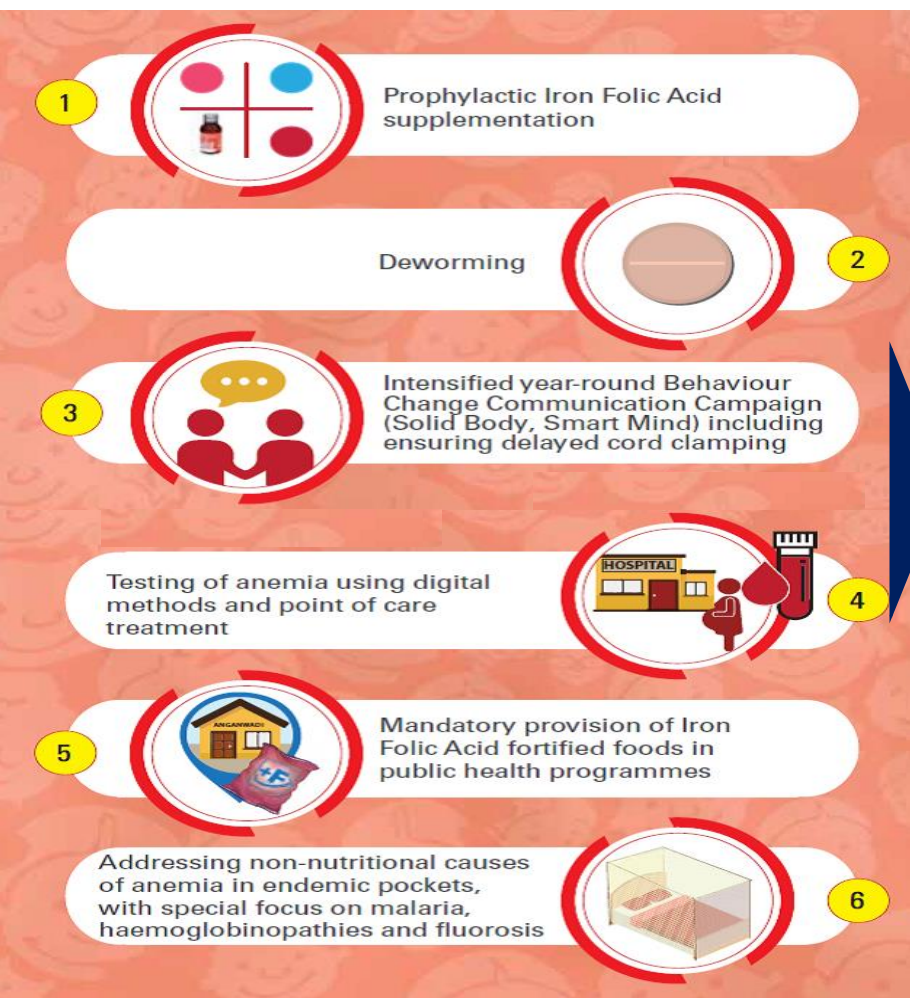 1
Prophylactic Iron Folic Acid
supplementation
Deworming
2
3
Intensified year-round Behaviour
Change Communication Campaign
(Solid Body, Smart Mind) including
ensuring delayed cord clamping
Testing of anemia using digital
methods and point of care
treatment
HOSPITAL
4
5
ANGANWADI
+F
Mandatory provision of Iron
Folic Acid fortified foods in
public health programmes
Addressing non-nutritional causes
of anemia in endemic pockets,
with special focus on malaria,
haemoglobinopathies and fluorosis
6